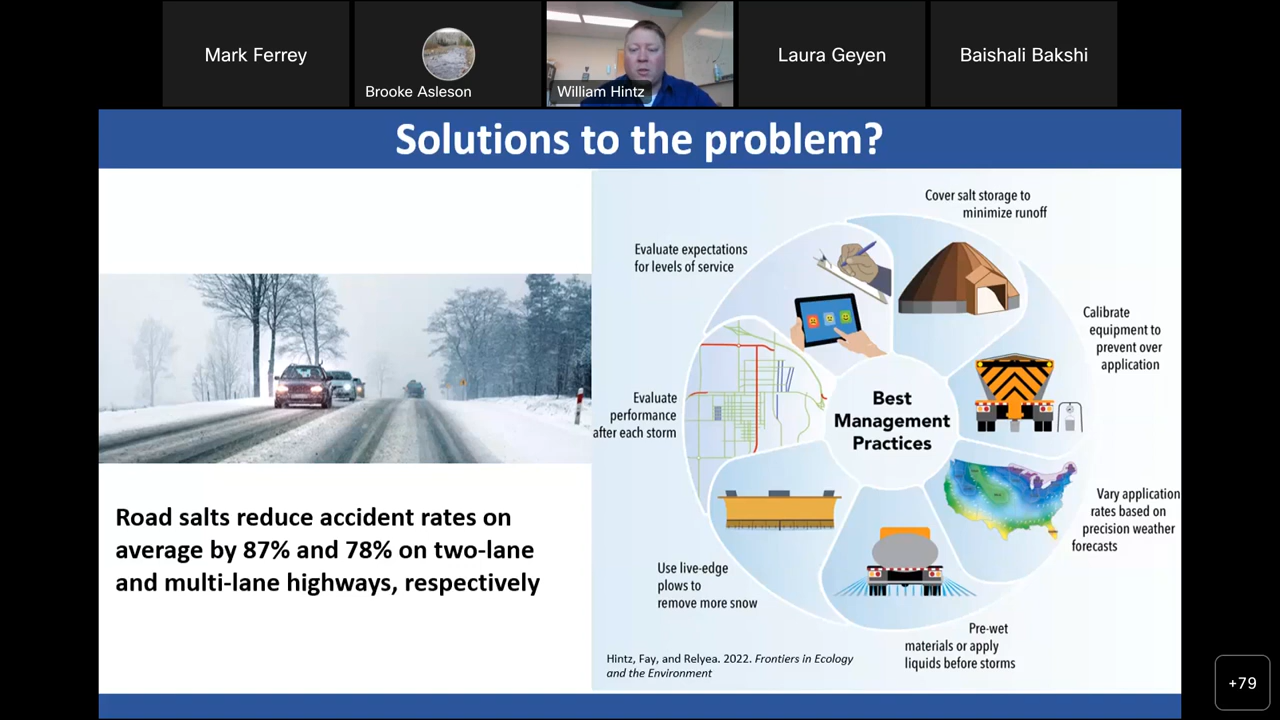 Mark Ferrey
Brooke Asleson
William Hintz
Laura Geyen
Baishali Bakshi
Solutions to the problem?
Road salts reduce accident rates on
average by 87% and 78% on two-lane
and multi-lane highways, respectively
Cover salt storage to
minimize runoff
Evaluate expectations
for levels of service
Calibrate
equipment to
prevent over
application
Evaluate
performance
after each storm
Best
Management
Practices
Vary application
rates based on
precision weather
forecasts
Use live-edge
plows to
remove more snow
Pre-wet
materials or apply
liquids before storms
Hintz, Fay, and Relyea. 2022. Frontiers in Ecology
and the Environment
+79